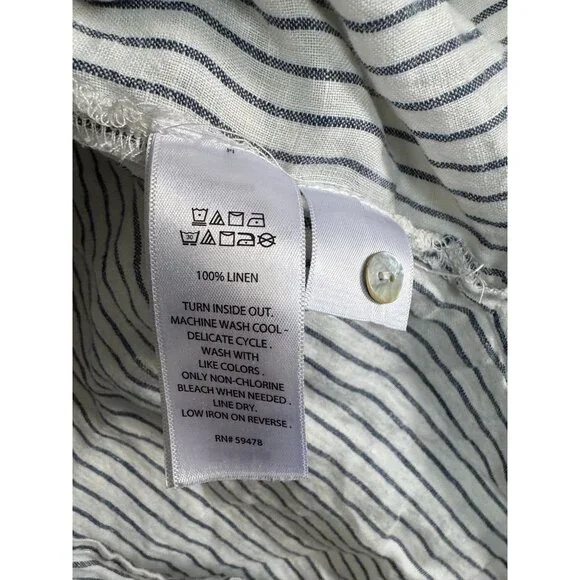 M
30
100% LINEN
TURN INSIDE OUT.
MACHINE WASH COOL -
DELICATE CYCLE .
WASH WITH
LIKE COLORS .
ONLY NON-CHLORINE
BLEACH WHEN NEEDED .
LINE DRY.
LOW IRON ON REVERSE .
RN# 59478